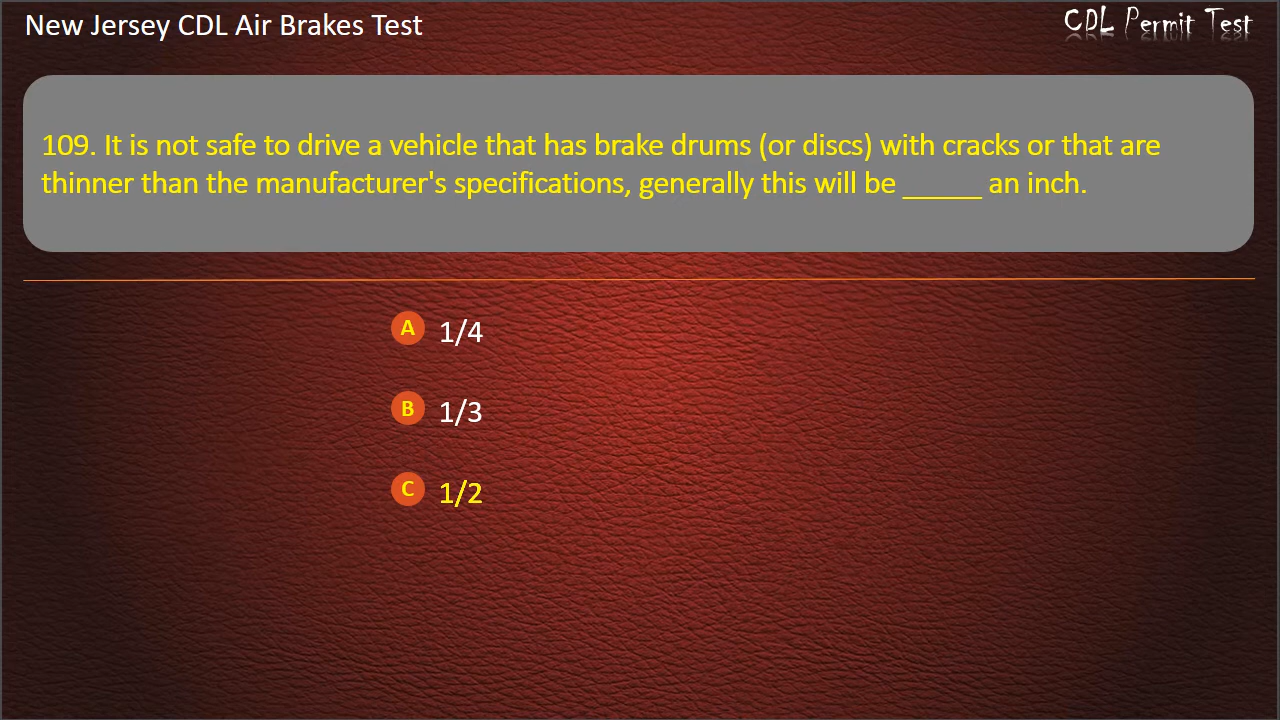 New Jersey CDL Air Brakes Test
CDL Permit Test
109. It is not safe to drive a vehicle that has brake drums (or discs) with cracks or that are
thinner than the manufacturer's specifications, generally this will be _____ an inch.
A 1/4
B 1/3
C 1/2